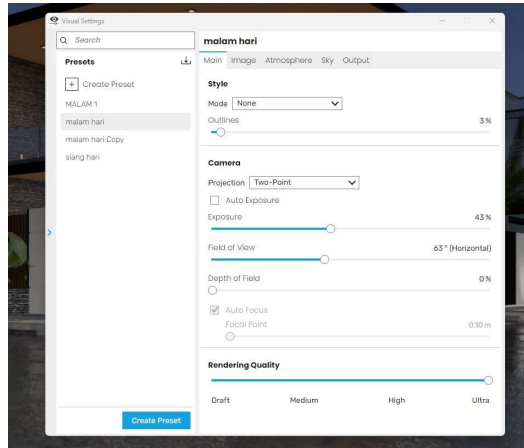 Visual Settings
Search
Presets
Create Preset
MALAM 1
malam hari
malam hari Copy
siang hari
Create Preset
malam hari
Main Image Atmosphere Sky Output
Style
Mode None
Outlines 3%
Camera
Projection Two-Point
Auto Exposure
Exposure 43%
Field of View 63 ° (Horizontal)
Depth of Field 0%
Auto Focus
Focal Point 0.10 m
Rendering Quality
Draft Medium High Ultra